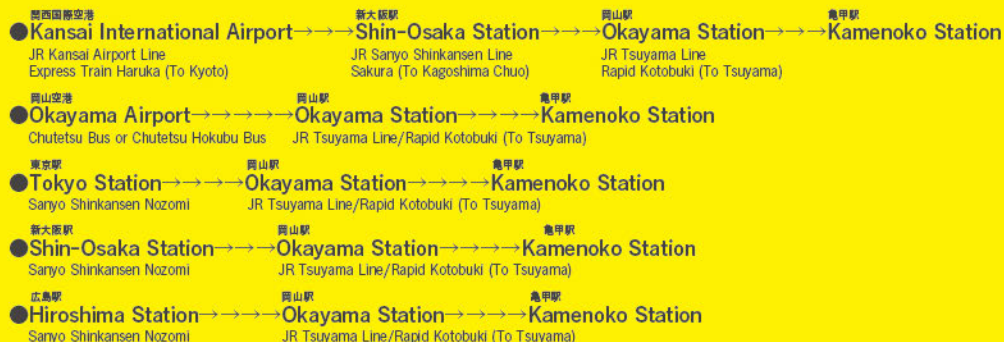 関西国際空港 新大阪駅 岡山駅 亀甲駅
●Kansai International Airport→→→Shin-Osaka Station→→→Okayama Station→→→Kamenoko Station
JR Kansai Airport Line JR Sanyo Shinkansen Line JR Tsuyama Line
Express Train Haruka (To Kyoto) Sakura (To Kagoshima Chuo) Rapid Kotobuki (To Tsuyama)
岡山空港 岡山駅 亀甲駅
●Okayama Airport→→→→→Okayama Station→→→→Kamenoko Station
Chutetsu Bus or Chutetsu Hokubu Bus JR Tsuyama Line/Rapid Kotobuki (To Tsuyama)
東京駅 岡山駅 亀甲駅
●Tokyo Station→→→→Okayama Station→→→→Kamenoko Station
Sanyo Shinkansen Nozomi JR Tsuyama Line/Rapid Kotobuki (To Tsuyama)
新大阪駅 岡山駅 亀甲駅
●Shin-Osaka Station→→→Okayama Station→→→→Kamenoko Station
Sanyo Shinkansen Nozomi JR Tsuyama Line/Rapid Kotobuki (To Tsuyama)
広島駅 岡山駅 亀甲駅
●Hiroshima Station→→→→Okayama Station→→→→Kamenoko Station
Sanyo Shinkansen Nozomi JR Tsuyama Line/Rapid Kotobuki (To Tsuyama)